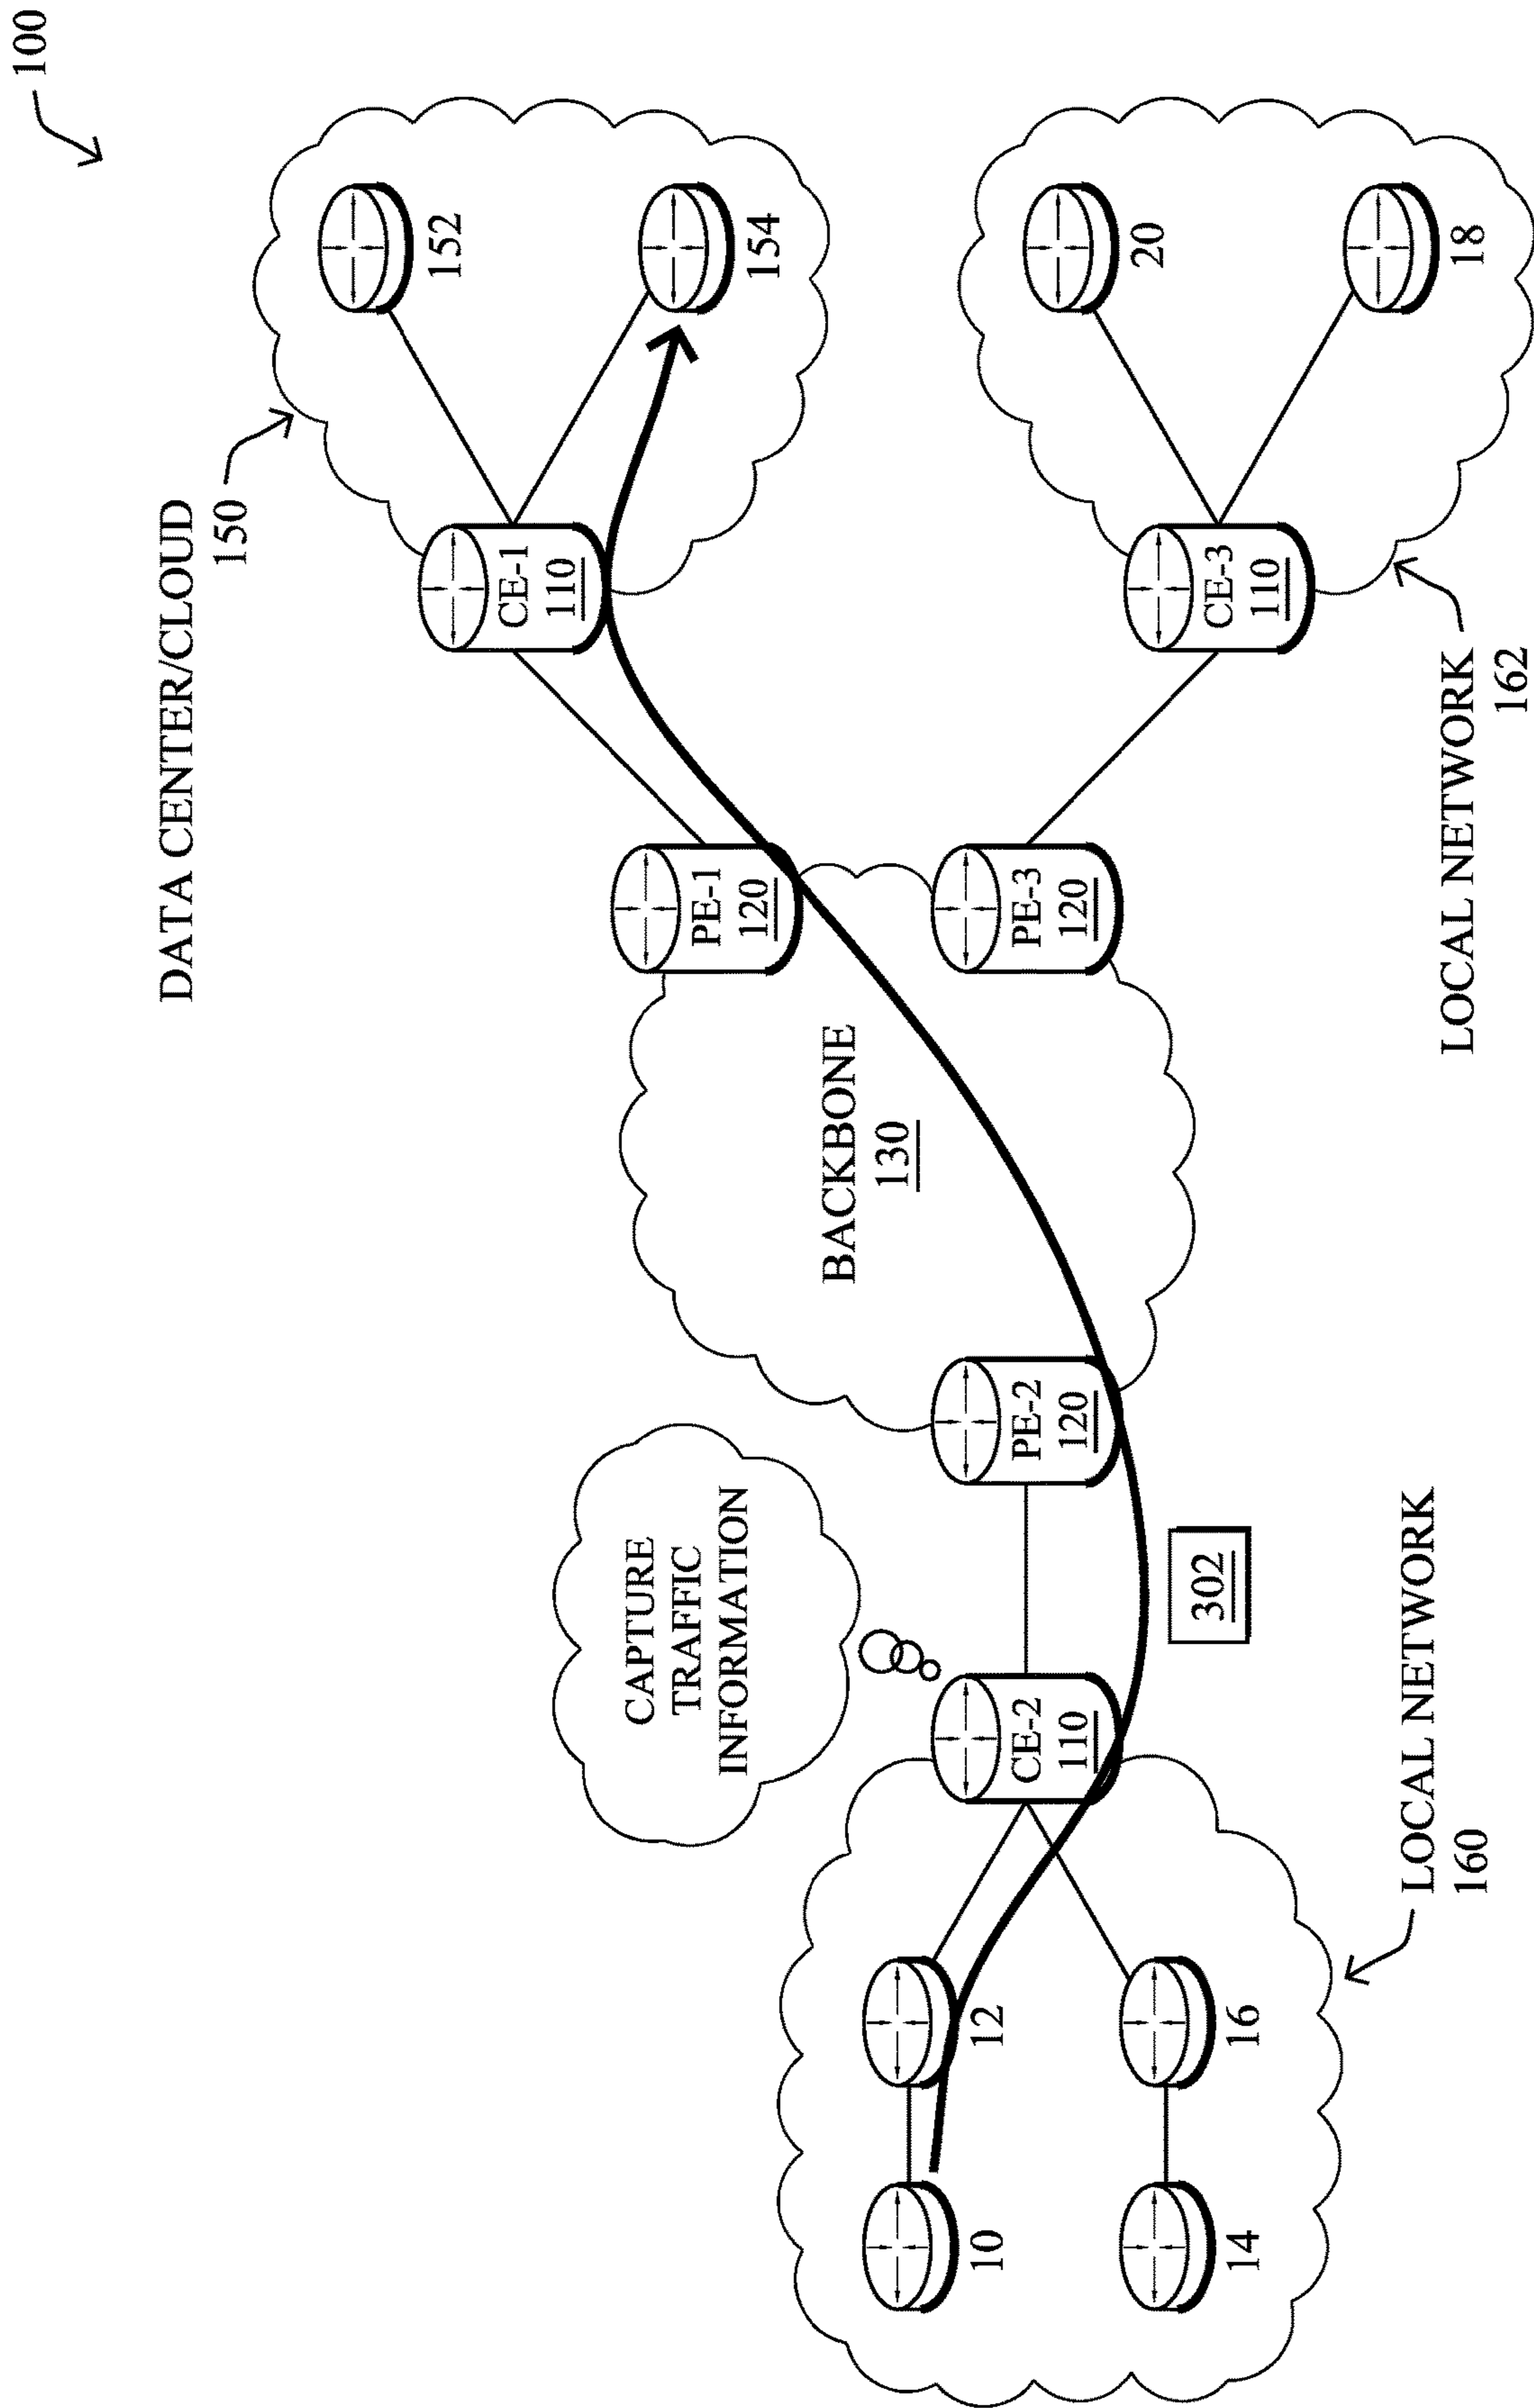 100
DATA CENTER/CLOUD
150
152
154
CE-1
110
PE-1
120
BACKBONE
130
PE-3
120
CE-3
110
20
18
LOCAL NETWORK
162
CAPTURE
TRAFFIC
INFORMATION
PE-2
120
CE-2
110
302
10
12
14
16
LOCAL NETWORK
160